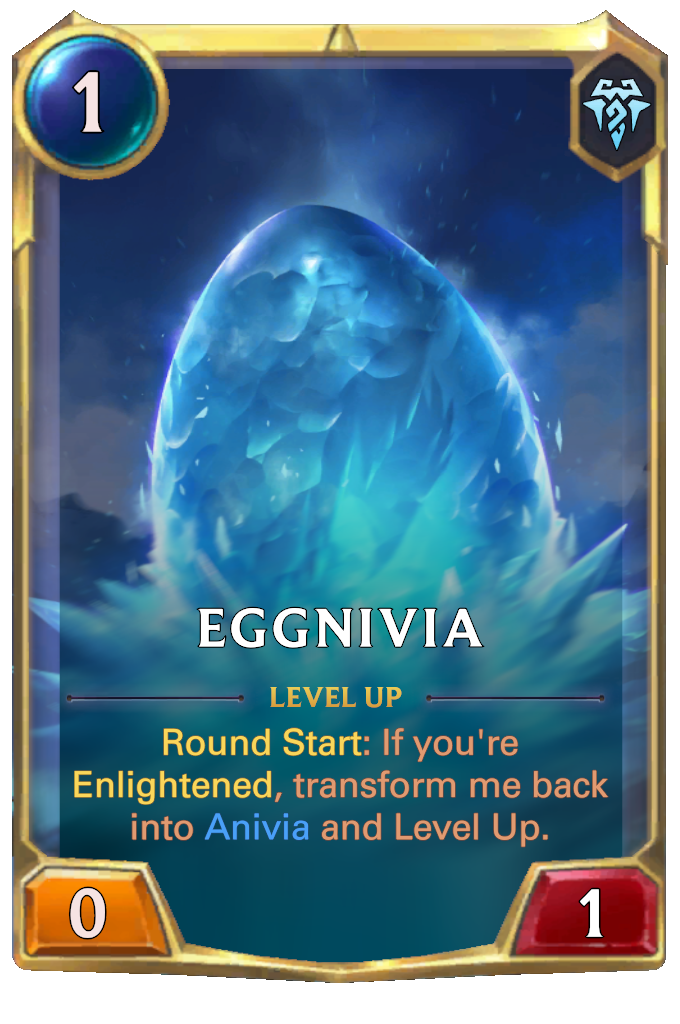 1
EGGNIVIA
LEVEL UP
Round Start: If you're
Enlightened, transform me back
into Anivia and Level Up.
0
1